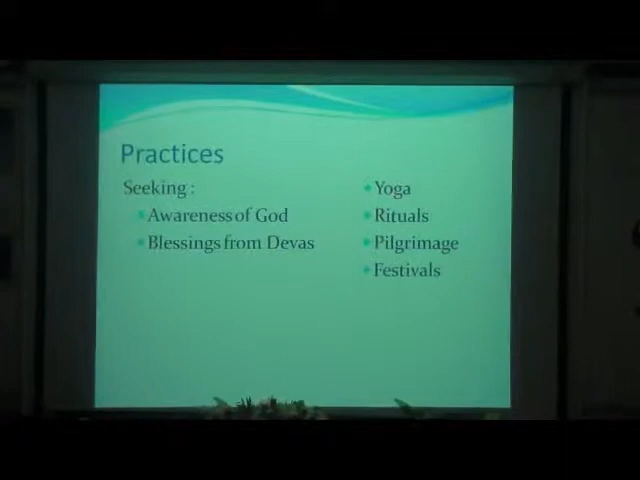 Practices
Seeking :
Awareness of God
Blessings from Devas
Yoga
Rituals
Pilgrimage
Festivals